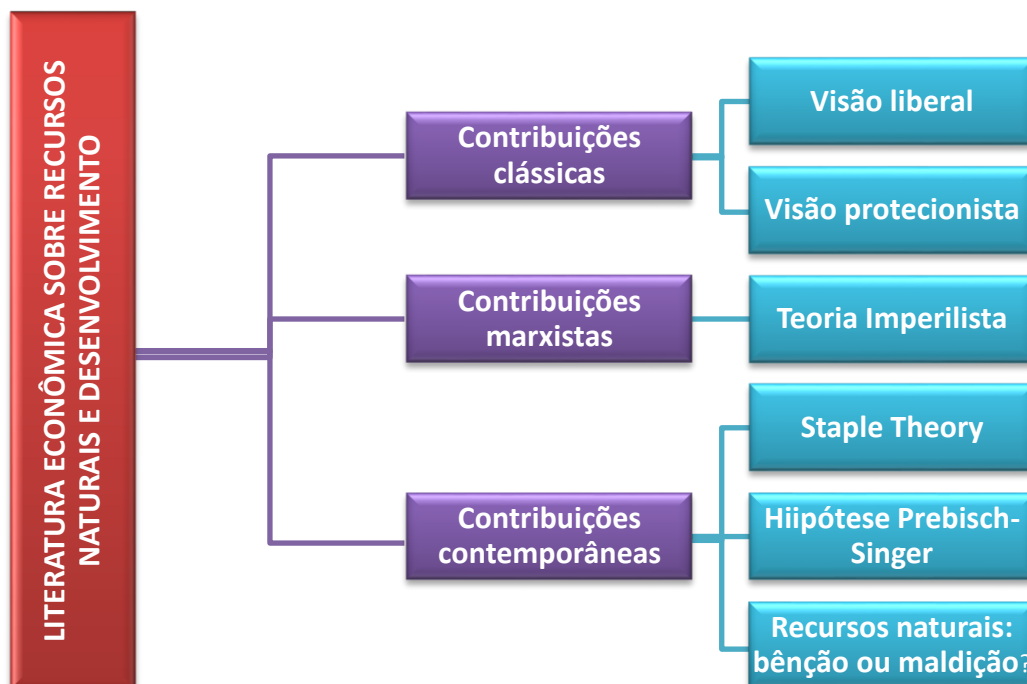 LITERATURA ECONÔMICA SOBRE RECURSOS
NATURAIS E DESENVOLVIMENTO
Contribuições
clássicas
Visão liberal
Visão protecionista
Contribuições
marxistas
Teoria Imperilista
Contribuições
contemporâneas
Staple Theory
Hiipótese Prebisch-
Singer
Recursos naturais:
bênção ou maldição?